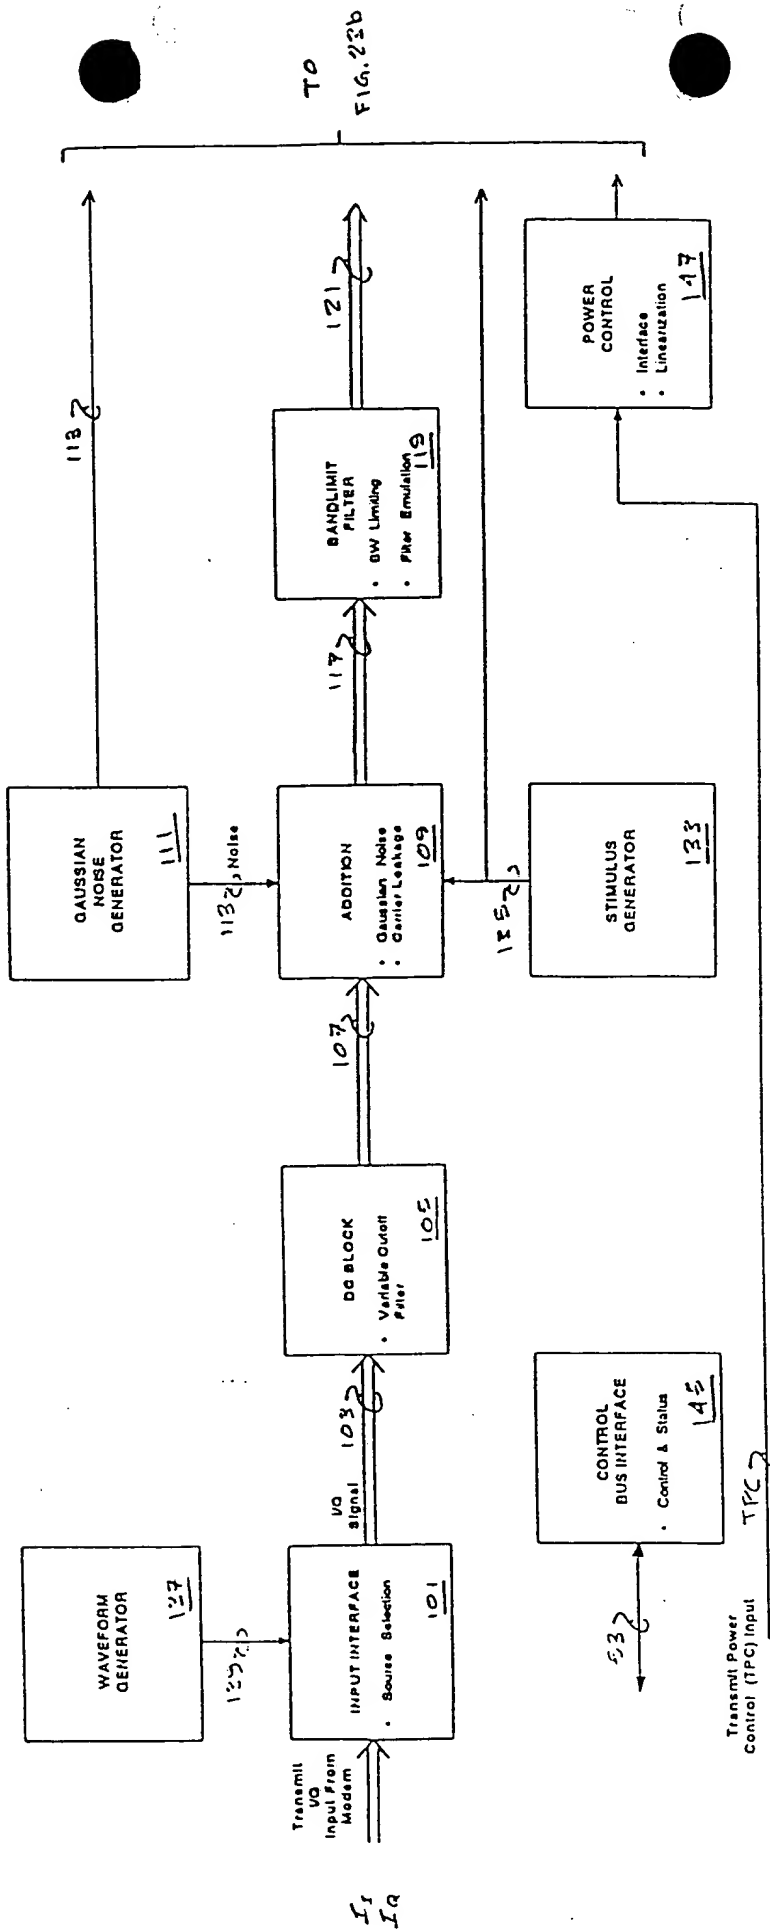 TO
FIG. 22b
GAUSSIAN
NOISE
GENERATOR
111
113
113
Noise
WAVEFORM
GENERATOR
137
139
I_I
I_Q
Transmit
I/Q
Input From
Modem
INPUT INTERFACE
• Source Selection
101
I/Q
Signal
103
DC BLOCK
• Variable Cutoff
Filter
105
107
ADDITION
• Gaussian Noise
• Carrier Leakage
109
117
BANDLIMIT
FILTER
• BW Limiting
• Filter Emulation
119
121
STIMULUS
GENERATOR
133
135
53
CONTROL
BUS INTERFACE
• Control & Status
145
POWER
CONTROL
• Interface
• Linearization
147
Transmit Power
Control (TPC) Input
TPC